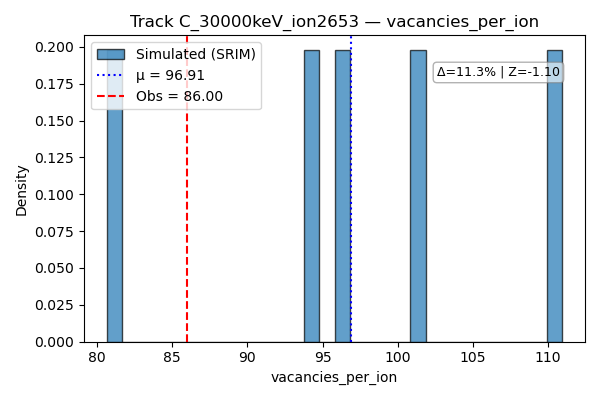 Track C_30000keV_ion2653 — vacancies_per_ion
Simulated (SRIM)
μ = 96.91
Obs = 86.00
Δ=11.3% | Z=-1.10
0.200
0.175
0.150
0.125
0.100
0.075
0.050
0.025
0.000
Density
80
85
90
95
100
105
110
vacancies_per_ion